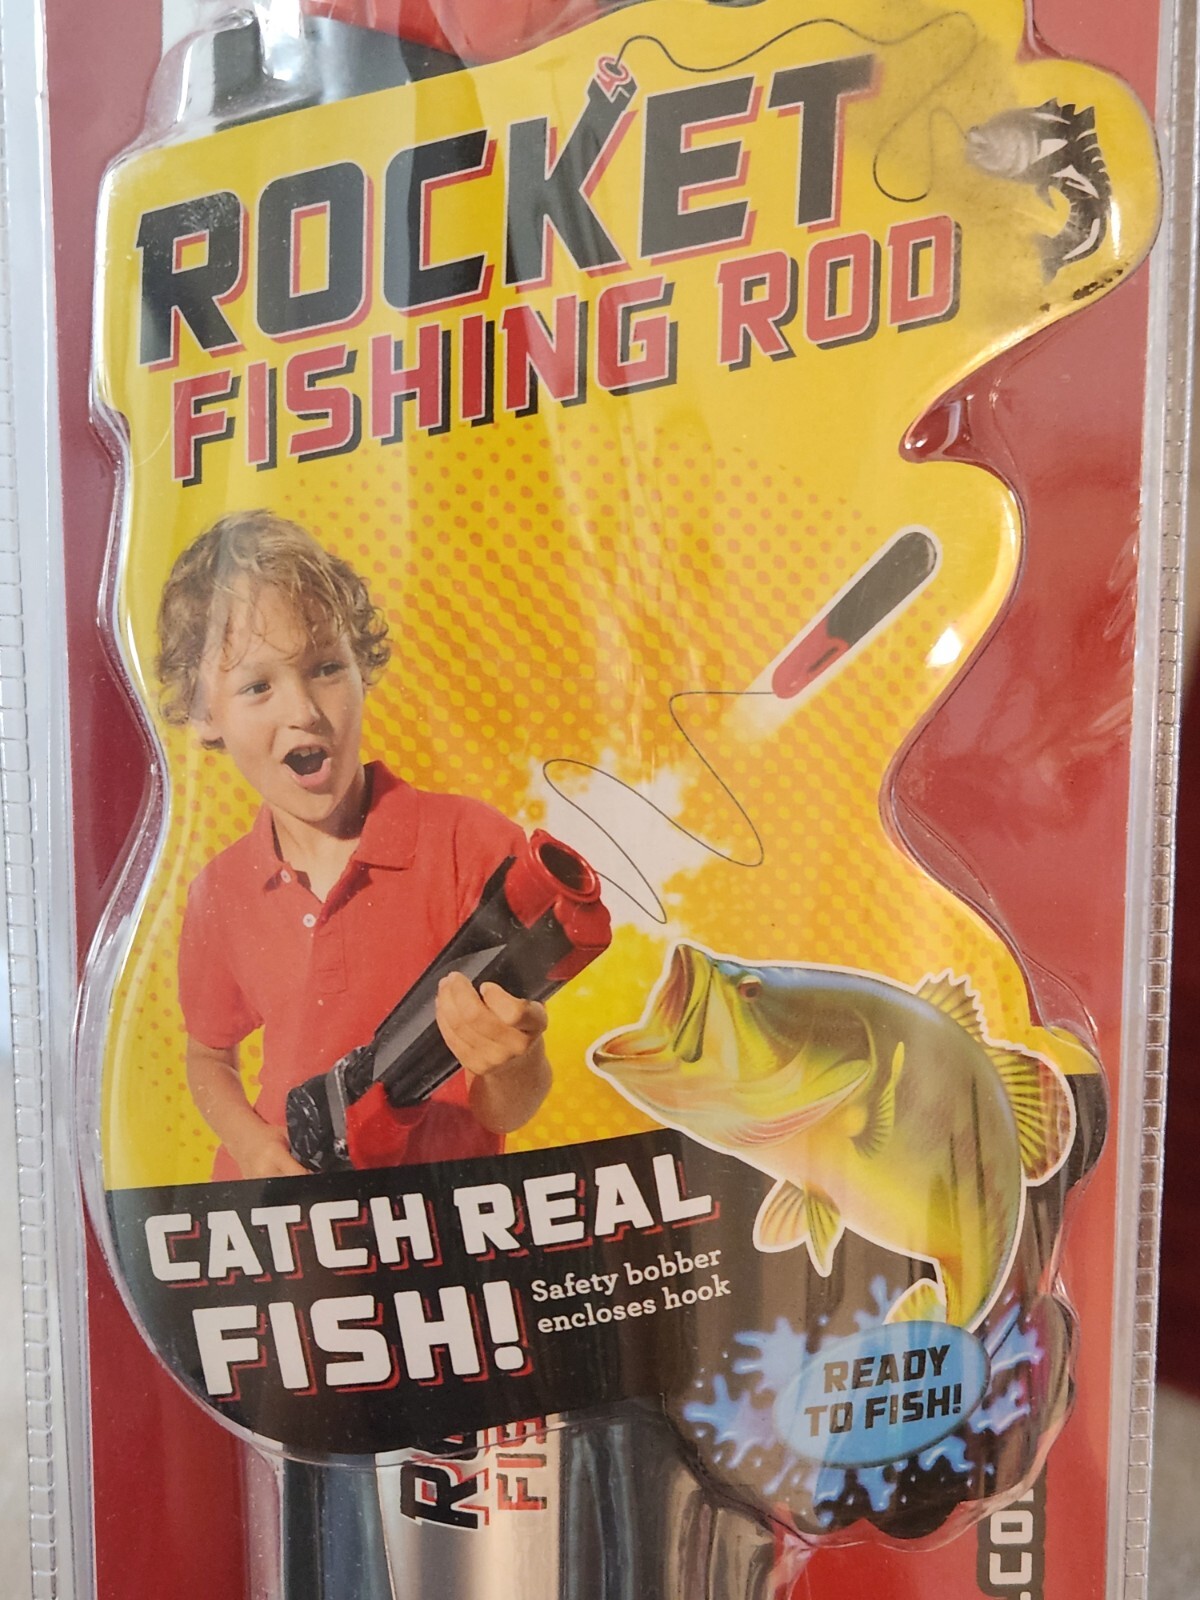 ROCKET
FISHING ROD
CATCH REAL
FISH!
Safety bobber
encloses hook
READY
TO FISH!